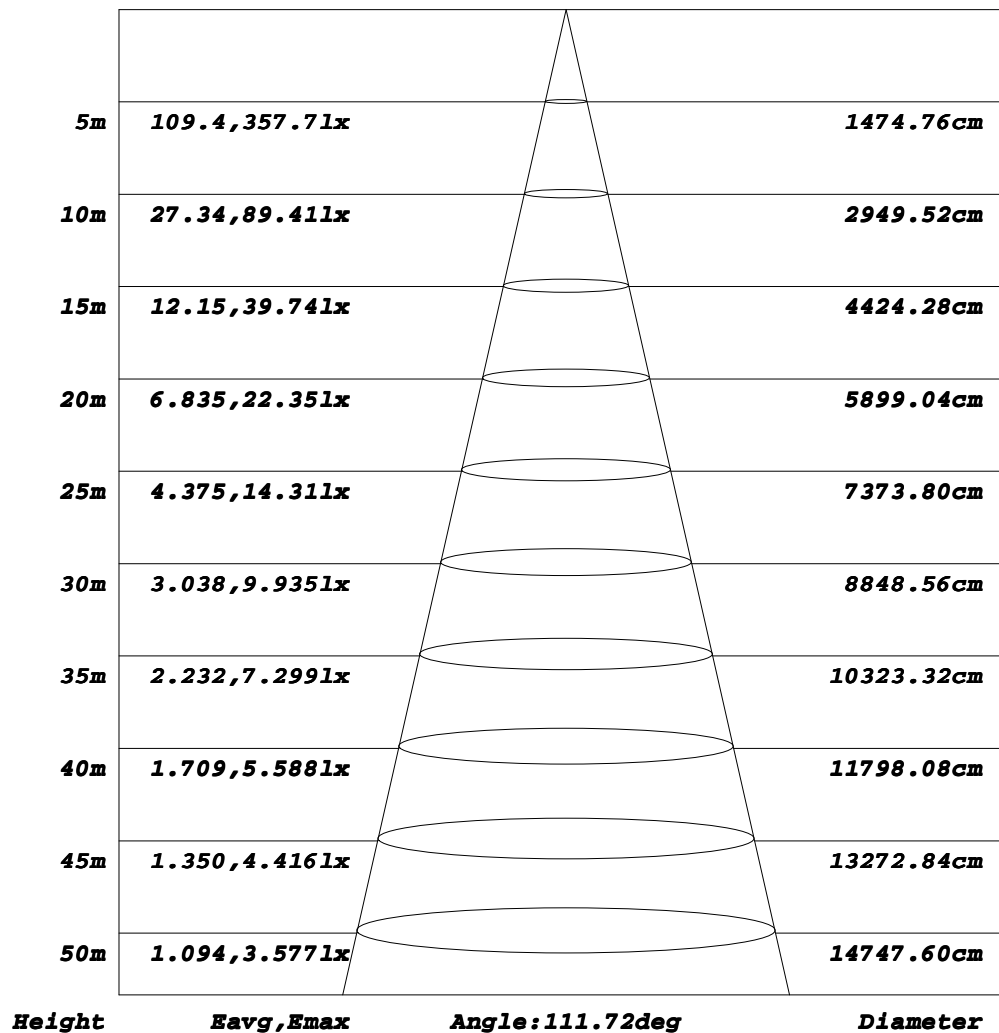 5m 109.4,357.7lx 1474.76cm
10m 27.34,89.41lx 2949.52cm
15m 12.15,39.74lx 4424.28cm
20m 6.835,22.35lx 5899.04cm
25m 4.375,14.31lx 7373.80cm
30m 3.038,9.935lx 8848.56cm
35m 2.232,7.299lx 10323.32cm
40m 1.709,5.588lx 11798.08cm
45m 1.350,4.416lx 13272.84cm
50m 1.094,3.577lx 14747.60cm
Height Eavg,Emax Angle:111.72deg Diameter